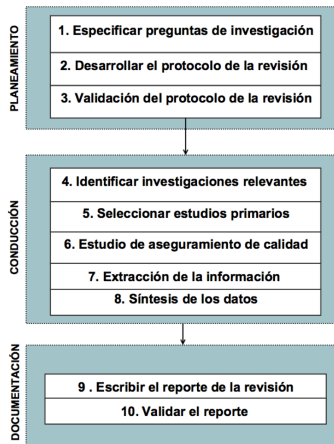 PLANEAMIENTO
1. Especificar preguntas de investigación
2. Desarrollar el protocolo de la revisión
3. Validación del protocolo de la revisión
CONDUCCIÓN
4. Identificar investigaciones relevantes
5. Seleccionar estudios primarios
6. Estudio de aseguramiento de calidad
7. Extracción de la información
8. Síntesis de los datos
DOCUMENTACIÓN
9 . Escribir el reporte de la revisión
10. Validar el reporte